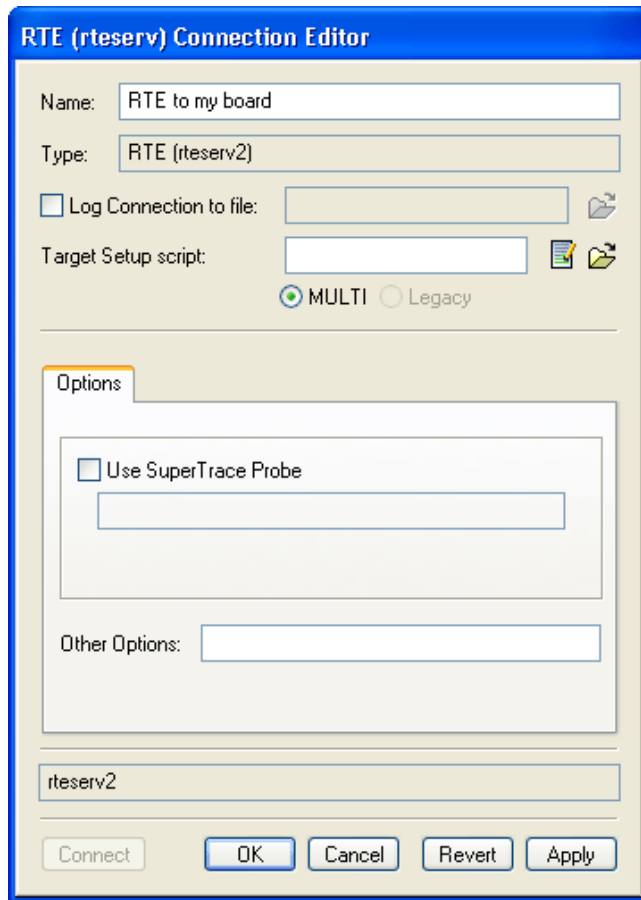 RTE (rteserv) Connection Editor
Name: RTE to my board
Type: RTE (rteserv2)
Log Connection to file:
Target Setup script:
MULTI Legacy
Options
Use SuperTrace Probe
Other Options:
rteserv2
Connect OK Cancel Revert Apply